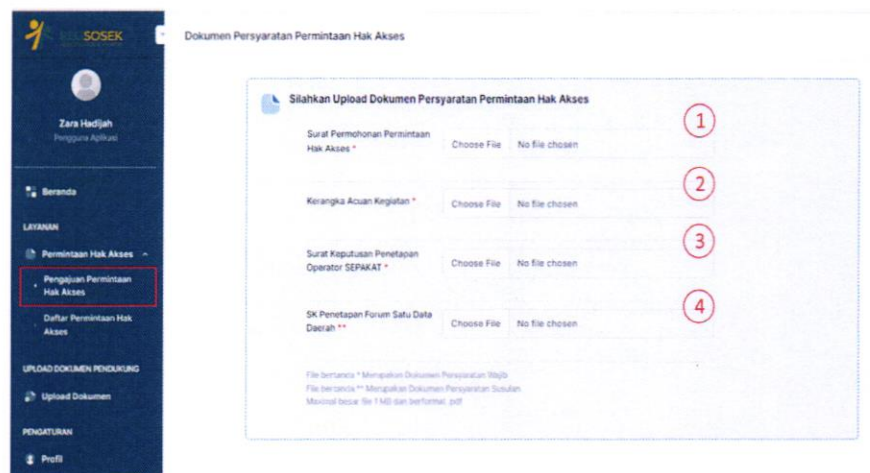 REGSOSEK
Dokumen Persyaratan Permintaan Hak Akses
Zara Hadijah
Pengguna Aplikasi
Beranda
LAYANAN
Permintaan Hak Akses
Pengajuan Permintaan
Hak Akses
Daftar Permintaan Hak
Akses
UPLOAD DOKUMEN PENDUKUNG
Upload Dokumen
PENGATURAN
Profil
Silahkan Upload Dokumen Persyaratan Permintaan Hak Akses
1
Surat Permohonan Permintaan
Hak Akses *
Choose File No file chosen
2
Kerangka Acuan Kegiatan *
Choose File No file chosen
3
Surat Keputusan Penetapan
Operator SEPAKAT *
Choose File No file chosen
4
SK Penetapan Forum Satu Data
Daerah **
Choose File No file chosen
File bertanda * Merupakan Dokumen Persyaratan Wajib
File bertanda ** Merupakan Dokumen Persyaratan Susulan
Maximal besar file 1 MB dan berformat .pdf